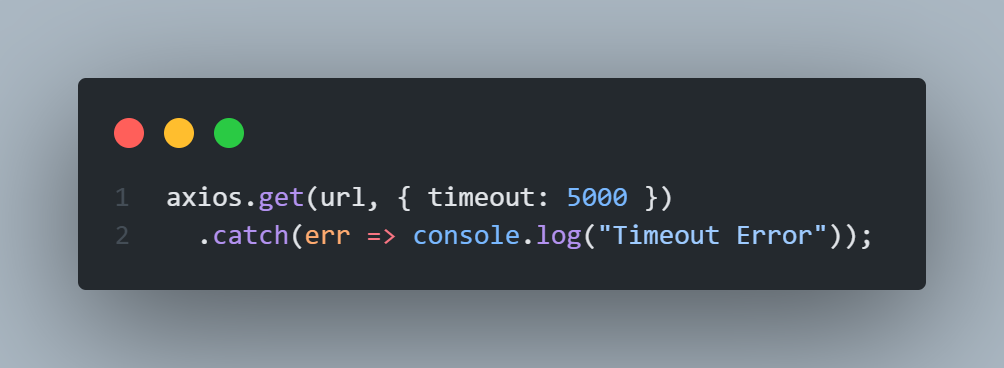 1 axios.get(url, { timeout: 5000 })
2   .catch(err => console.log("Timeout Error"));